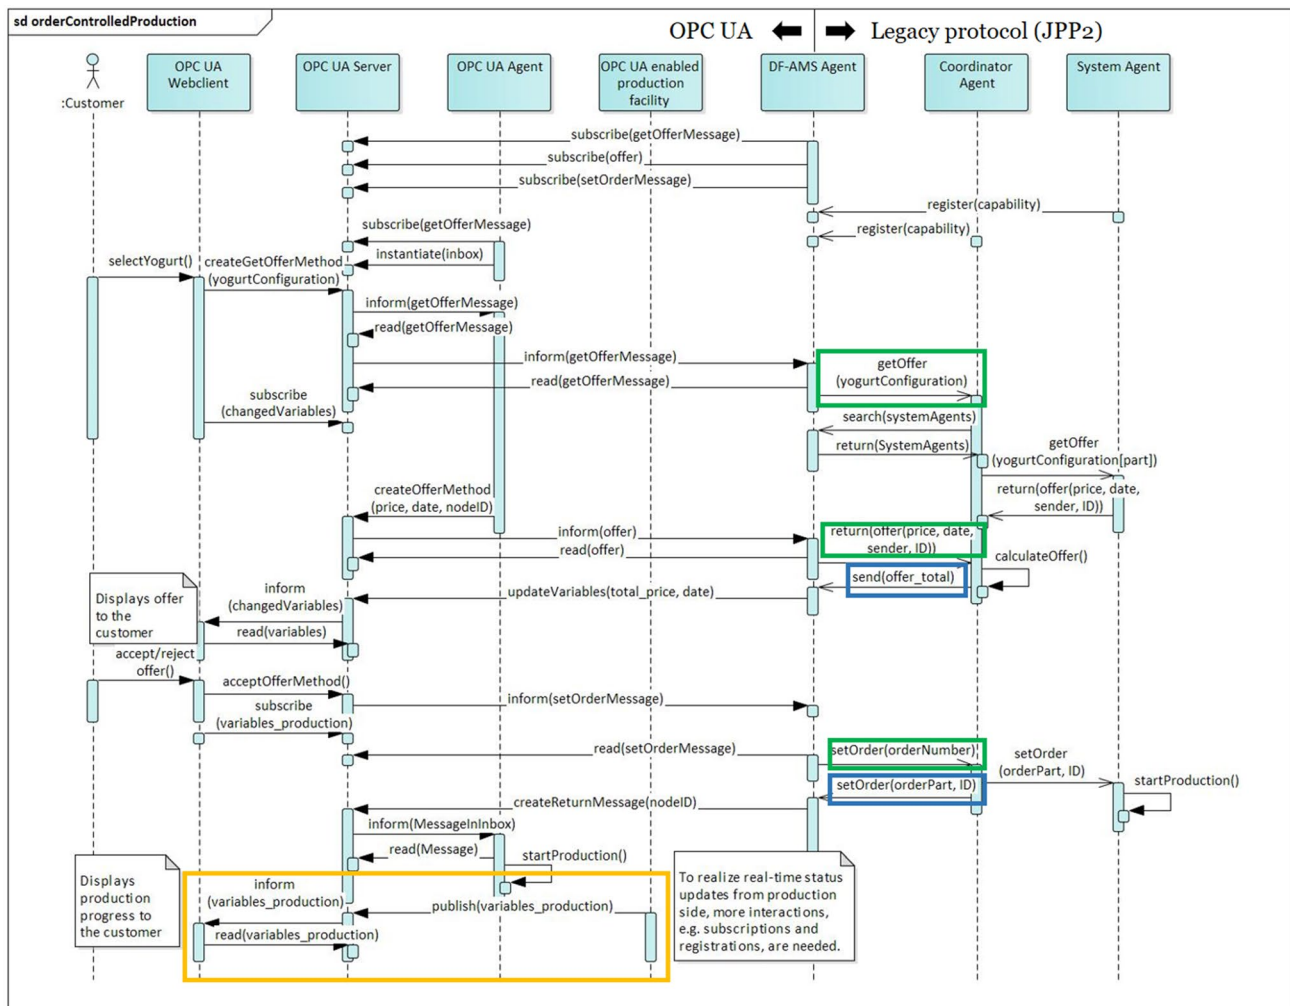 sd orderControlledProduction
OPC UA
Legacy protocol (JPP2)
:Customer
OPC UA
Webclient
OPC UA Server
OPC UA Agent
OPC UA enabled
production
facility
DF-AMS Agent
Coordinator
Agent
System Agent
subscribe(getOfferMessage)
subscribe(offer)
subscribe(setOrderMessage)
register(capability)
subscribe(getOfferMessage)
register(capability)
instantiate(inbox)
selectYogurt()
createGetOfferMethod
(yogurtConfiguration)
inform(getOfferMessage)
read(getOfferMessage)
inform(getOfferMessage)
getOffer
(yogurtConfiguration)
read(getOfferMessage)
subscribe
(changedVariables)
search(systemAgents)
return(SystemAgents)
getOffer
(yogurtConfiguration[part])
createOfferMethod
(price, date, nodeID)
return(offer(price, date,
sender, ID))
inform(offer)
return(offer(price, date,
sender, ID))
read(offer)
calculateOffer()
send(offer_total)
Displays offer
to the
customer
inform
(changedVariables)
updateVariables(total_price, date)
read(variables)
accept/reject
offer()
acceptOfferMethod()
inform(setOrderMessage)
subscribe
(variables_production)
read(setOrderMessage)
setOrder(orderNumber)
setOrder
(orderPart, ID)
startProduction()
setOrder(orderPart, ID)
createReturnMessage(nodeID)
inform(MessageInInbox)
read(Message)
startProduction()
Displays
production
progress to
the customer
inform
(variables_production)
publish(variables_production)
read(variables_production)
To realize real-time status
updates from production
side, more interactions,
e.g. subscriptions and
registrations, are needed.